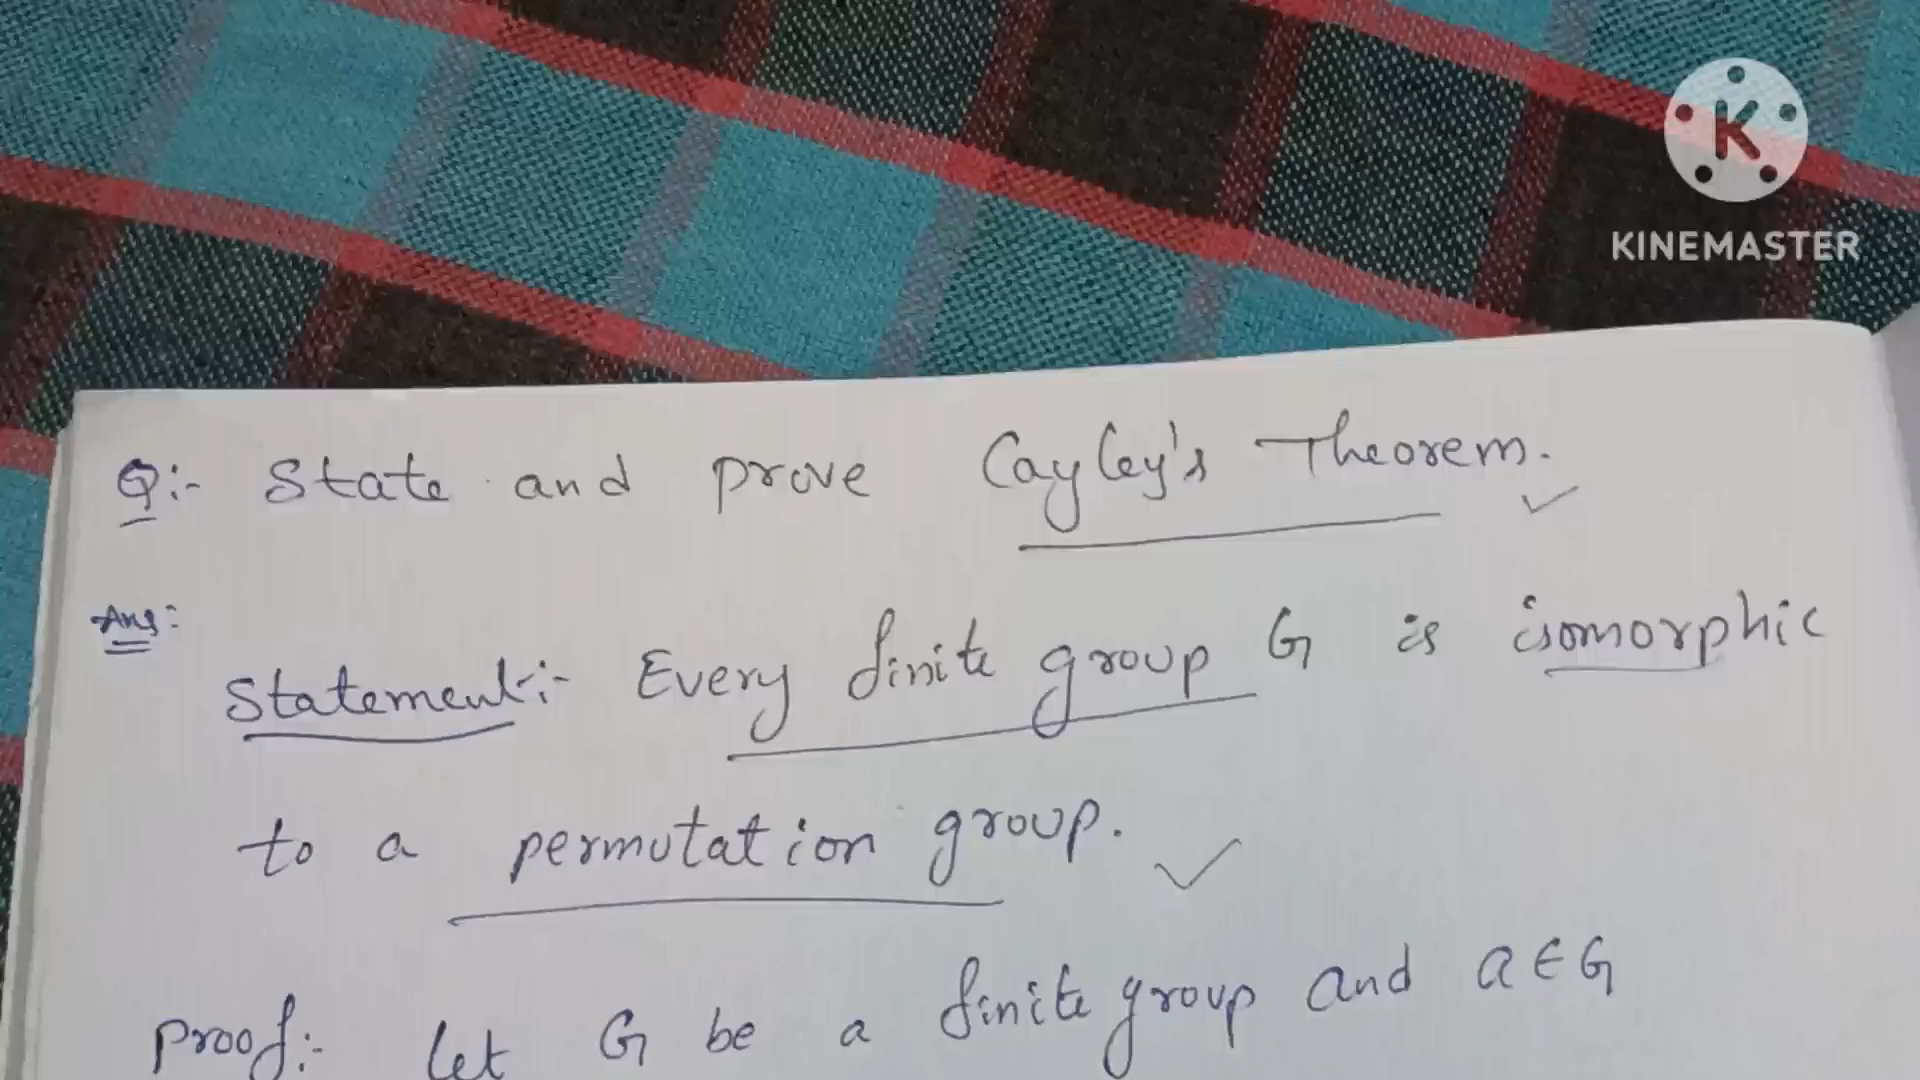 KINEMASTER
Q:- State and prove Cayley's Theorem.
Ans:
Statement:- Every finite group G is isomorphic
to a permutation group.
Proof:- let G be a finite group and a ∈ G